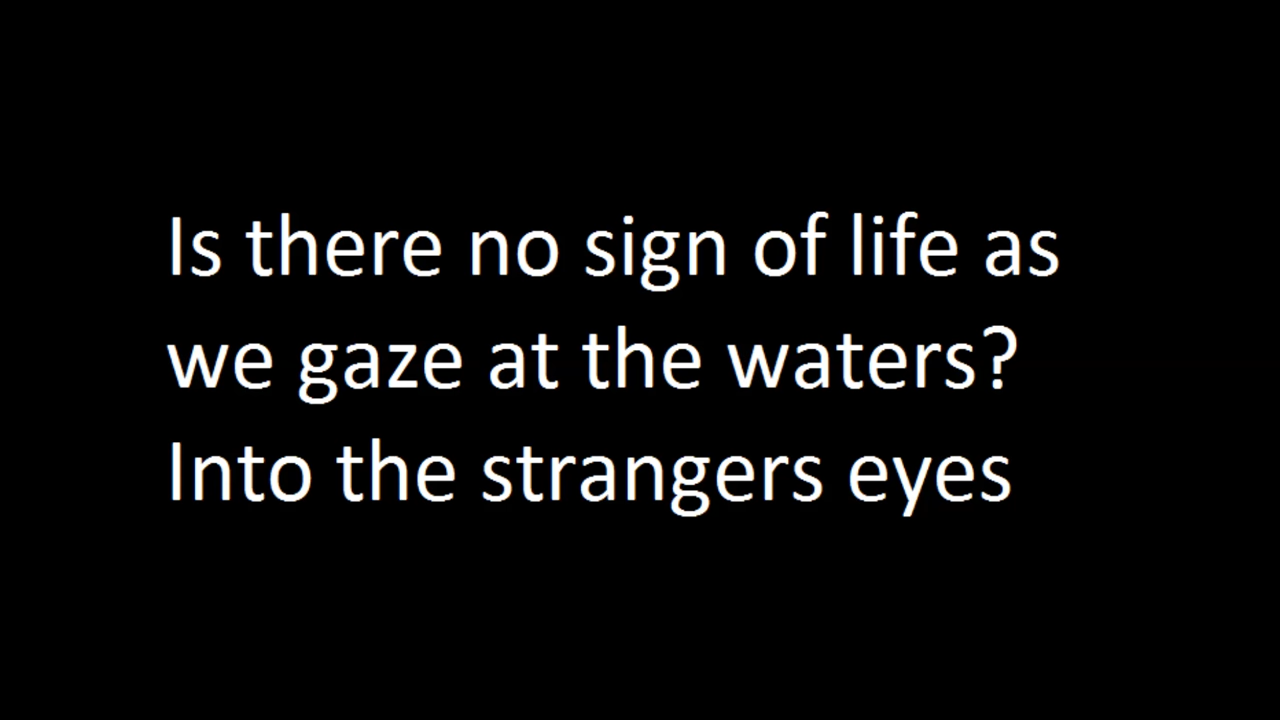 Is there no sign of life as
we gaze at the waters?
Into the strangers eyes